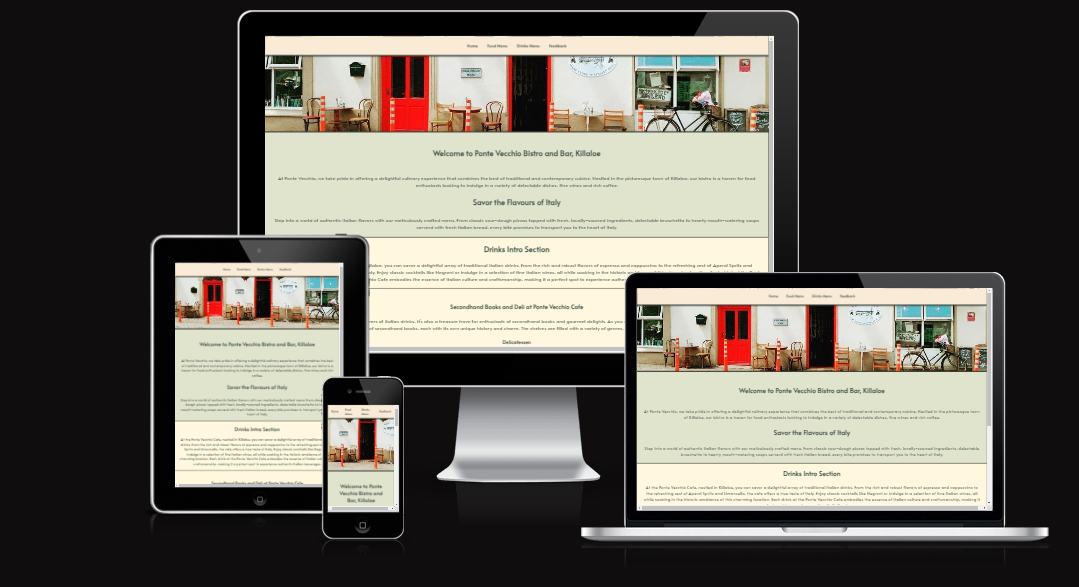 Home Food Menu Drinks Menu Feedback
Welcome to Ponte Vecchio Bistro and Bar, Killaloe
At Ponte Vecchio, we take pride in offering a delightful culinary experience that combines the best of traditional and contemporary cuisine. Nestled in the picturesque town of Killaloe, our bistro is a haven for food
enthusiasts looking to indulge in a variety of delectable dishes, fine wines and rich coffee.
Savor the Flavours of Italy
Step into a world of authentic Italian flavors with our meticulously crafted menu. From classic sour-dough pizzas topped with fresh, locally-sourced ingredients, delectable bruschetta to hearty mouth-watering soups
served with fresh Italian bread, every bite promises to transport you to the heart of Italy.
Drinks Intro Section
Killaloe, you can savor a delightful array of traditional Italian drinks. From the rich and robust flavors of espresso and cappuccino to the refreshing zest of Aperol Spritz and
Enjoy classic cocktails like Negroni or indulge in a selection of fine Italian wines, all while soaking in the historic
Cafe embodies the essence of Italian culture and craftsmanship, making it a perfect spot to experience
Secondhand Books and Deli at Ponte Vecchio Cafe
of Italian drinks. It's also a treasure trove for enthusiasts of secondhand books and gourmet delights. As you
of secondhand books, each with its own unique history and charm. The shelves are filled with a variety of genres,
Delicatessen
Home Food Menu Drinks Menu Feedback
Welcome to Ponte Vecchio Bistro and Bar, Killaloe
At Ponte Vecchio, we take pride in offering a delightful culinary experience that combines the best
of traditional and contemporary cuisine. Nestled in the picturesque town of Killaloe, our bistro is a
haven for food enthusiasts looking to indulge in a variety of delectable dishes, fine wines and rich
coffee.
Savor the Flavours of Italy
Step into a world of authentic Italian flavors with our meticulously crafted menu. From classic
sour-dough pizzas topped with fresh, locally-sourced ingredients, delectable bruschetta to hearty
mouth-watering soups served with fresh Italian bread, every bite promises to transport you to the
heart of Italy.
Drinks Intro Section
At the Ponte Vecchio Cafe, nestled in Killaloe, you can savor a delightful array of traditional Italian
drinks. From the rich and robust flavors of espresso and cappuccino to the refreshing zest of Aperol
Secondhand Books and Deli at Ponte Vecchio Cafe
Home Food Menu Drinks Menu Feedback
Welcome to Ponte Vecchio Bistro and Bar, Killaloe
Home Food Menu Drinks Menu Feedback
Welcome to Ponte Vecchio Bistro and Bar, Killaloe
At Ponte Vecchio, we take pride in offering a delightful culinary experience that combines the best of traditional and contemporary cuisine. Nestled in the picturesque town
of Killaloe, our bistro is a haven for food enthusiasts looking to indulge in a variety of delectable dishes, fine wines and rich coffee.
Savor the Flavours of Italy
Step into a world of authentic Italian flavors with our meticulously crafted menu. From classic sour-dough pizzas topped with fresh, locally-sourced ingredients, delectable
bruschetta to hearty mouth-watering soups served with fresh Italian bread, every bite promises to transport you to the heart of Italy.
Drinks Intro Section
At the Ponte Vecchio Cafe, nestled in Killaloe, you can savor a delightful array of traditional Italian drinks. From the rich and robust flavors of espresso and cappuccino to
the refreshing zest of Aperol Spritz and Limoncello, the cafe offers a true taste of Italy. Enjoy classic cocktails like Negroni or indulge in a selection of fine Italian wines, all
while soaking in the historic ambience of this charming location. Each drink at the Ponte Vecchio Cafe embodies the essence of Italian culture and craftsmanship, making it